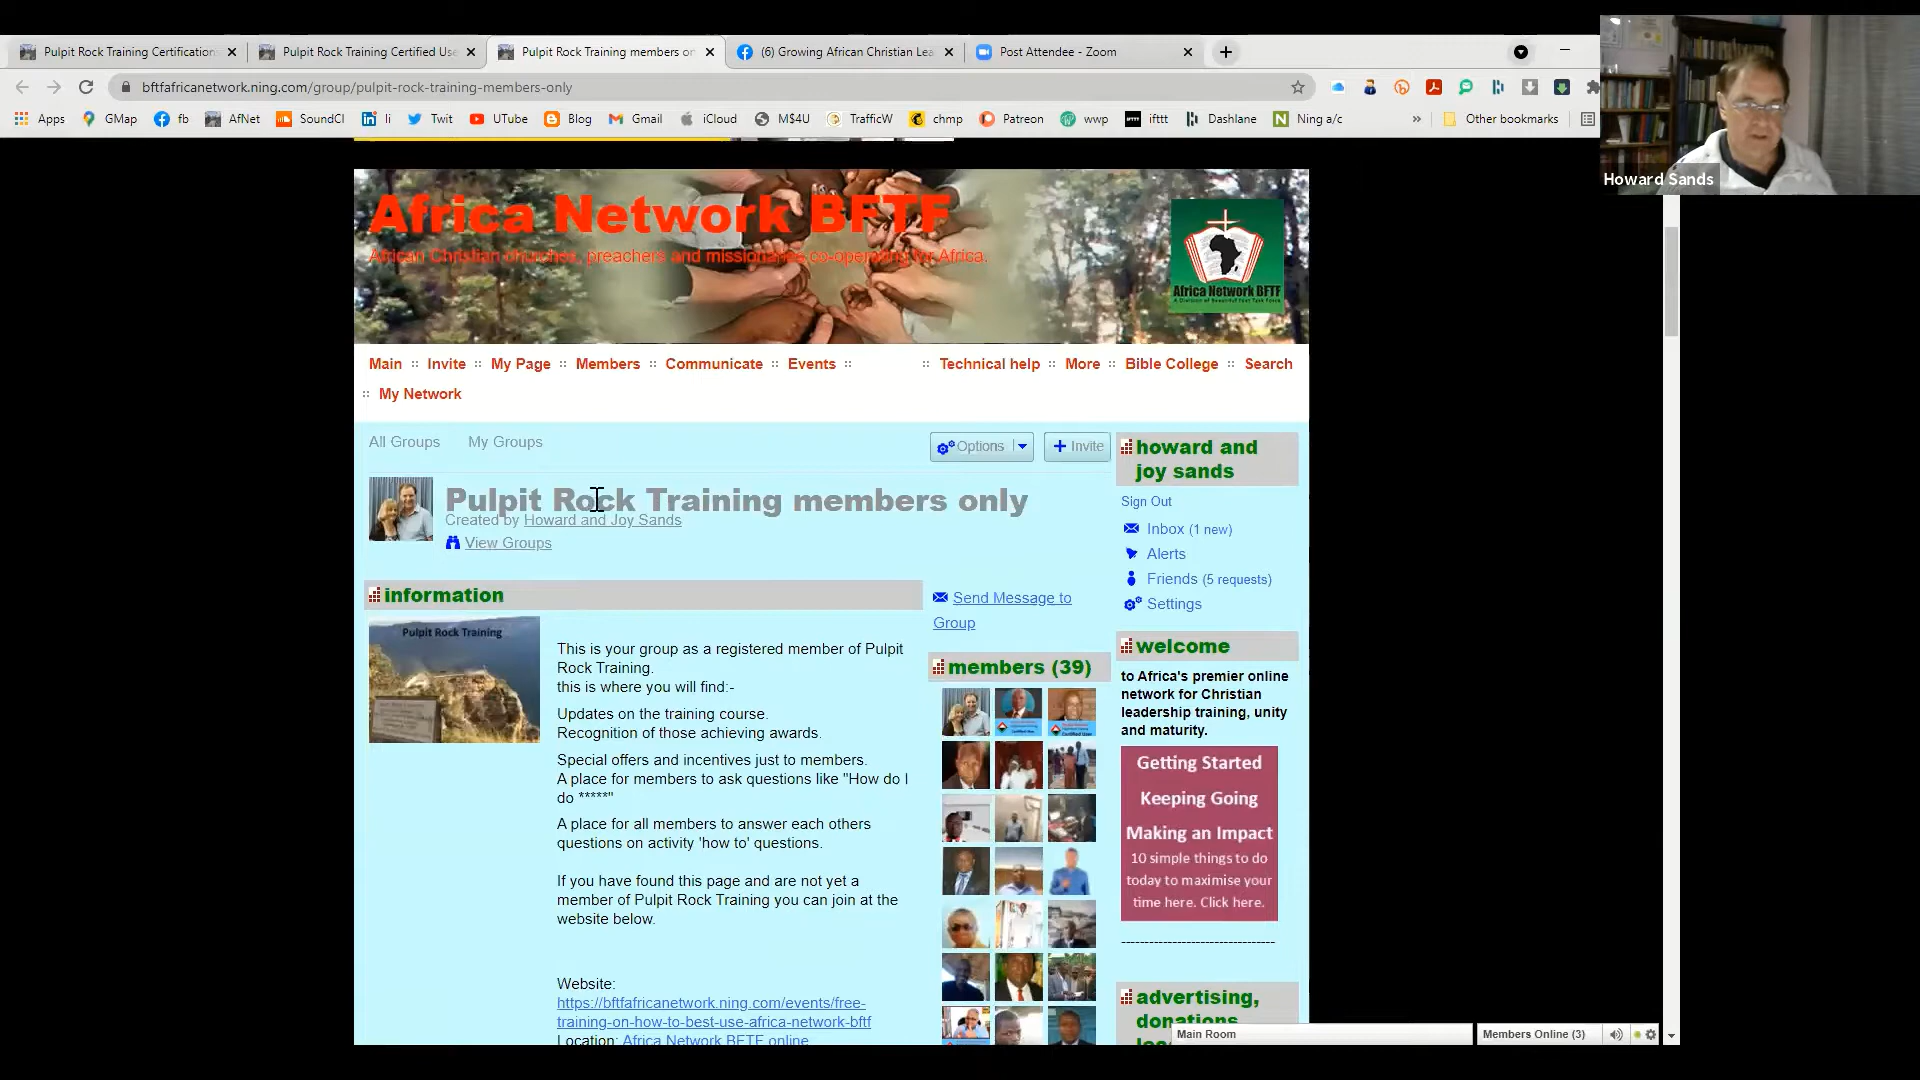 Pulpit Rock Training Certification
Pulpit Rock Training Certified Use
Pulpit Rock Training members on
(6) Growing African Christian Lea
Post Attendee - Zoom
bftfafricanetwork.ning.com/group/pulpit-rock-training-members-only
Apps
GMap
fb
AfNet
SoundCl
li
Twit
UTube
Blog
Gmail
iCloud
M$4U
TrafficW
chmp
Patreon
wwp
ifttt
Dashlane
Ning a/c
»
Other bookmarks
Howard Sands
Africa Network BFTF
African Christian churches, preachers and missionaries co-operating for Africa.
Africa Network BFTF
Main :: Invite :: My Page :: Members :: Communicate :: Events :: :: Technical help :: More :: Bible College :: Search
:: My Network
All Groups My Groups
Options
Invite
Pulpit Rock Training members only
Created by Howard and Joy Sands
View Groups
information
Pulpit Rock Training
This is your group as a registered member of Pulpit
Rock Training.
this is where you will find:-
Updates on the training course.
Recognition of those achieving awards.
Special offers and incentives just to members.
A place for members to ask questions like "How do I
do *****"
A place for all members to answer each others
questions on activity 'how to' questions.
If you have found this page and are not yet a
member of Pulpit Rock Training you can join at the
website below.
Website:
https://bftfafricanetwork.ning.com/events/free-
training-on-how-to-best-use-africa-network-bftf
Location: Africa Network BFTF online
Send Message to
Group
members (39)
howard and
joy sands
Sign Out
Inbox (1 new)
Alerts
Friends (5 requests)
Settings
welcome
to Africa's premier online
network for Christian
leadership training, unity
and maturity.
Getting Started
Keeping Going
Making an Impact
10 simple things to do
today to maximise your
time here. Click here.
----------------------------------
advertising,
donations
Main Room
Members Online (3)